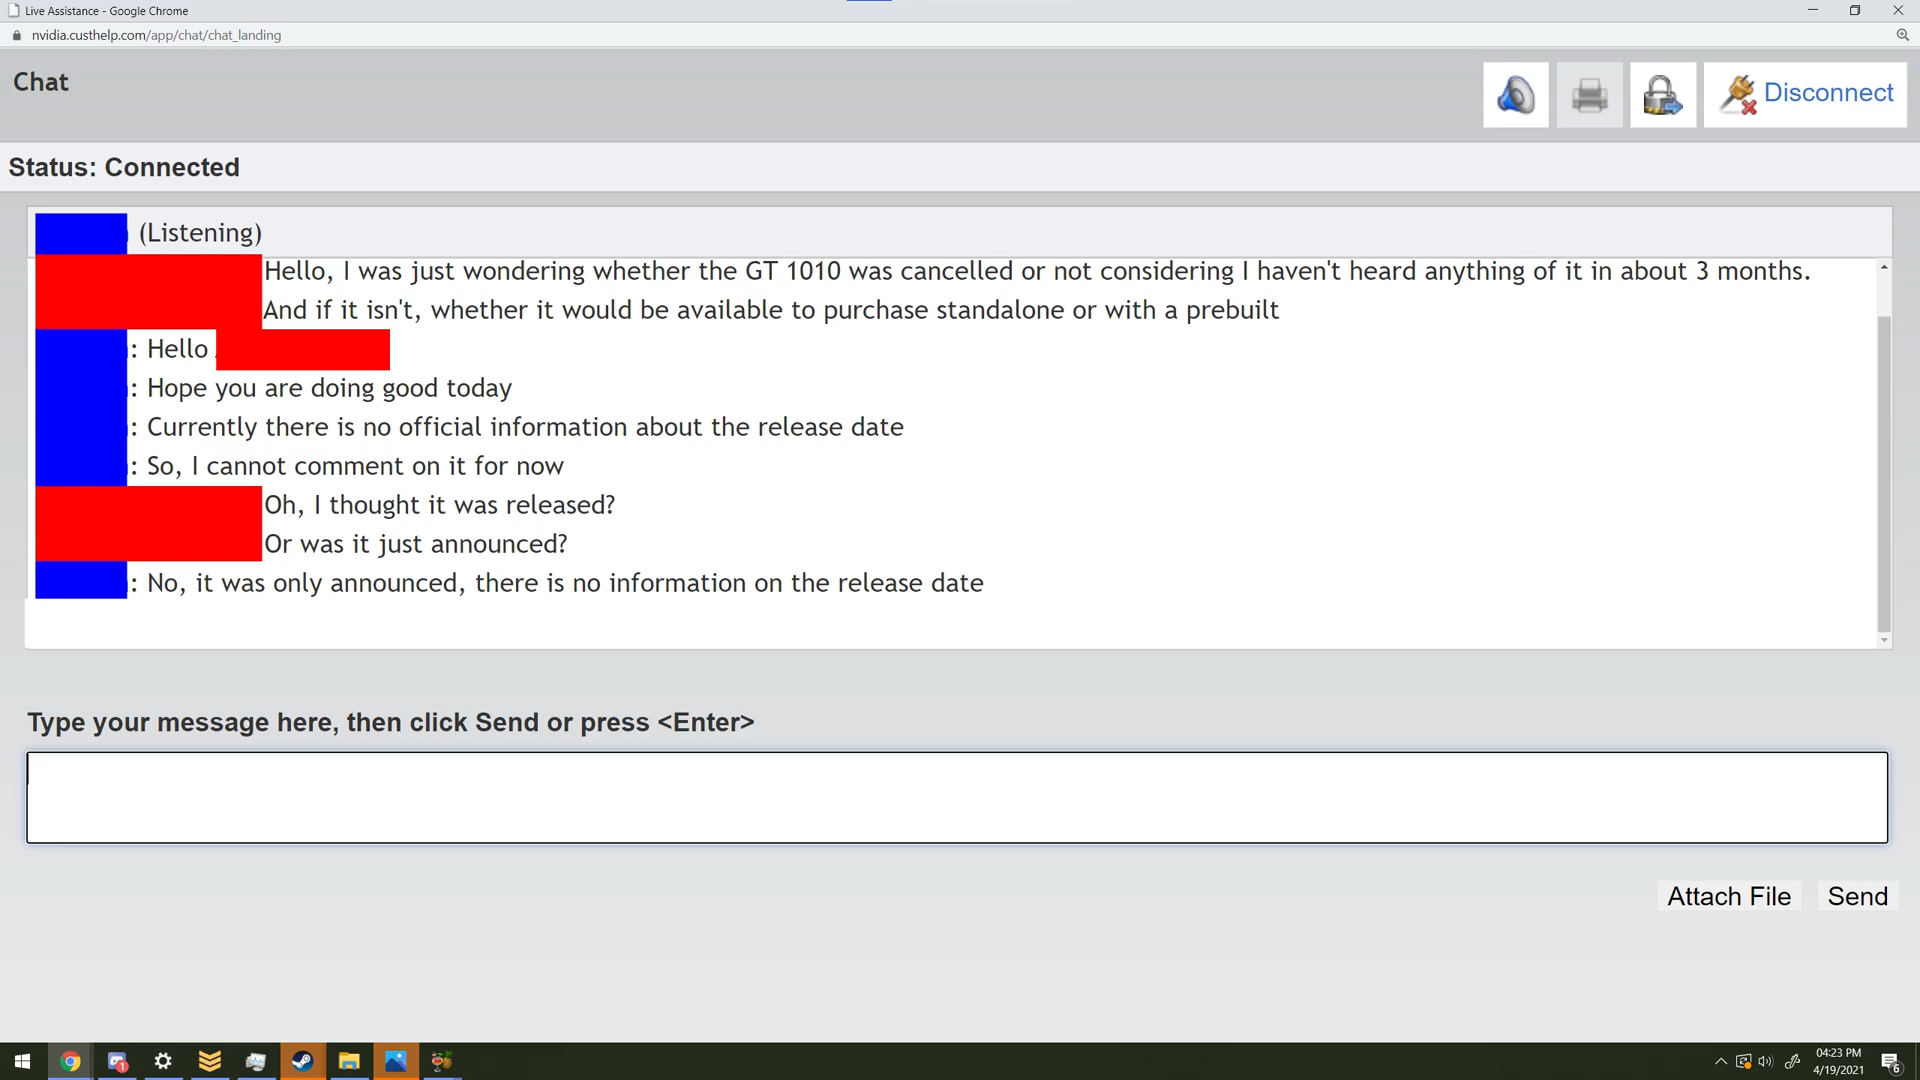 Live Assistance - Google Chrome
nvidia.custhelp.com/app/chat/chat_landing
Chat
Disconnect
Status: Connected
(Listening)
Hello, I was just wondering whether the GT 1010 was cancelled or not considering I haven't heard anything of it in about 3 months.
And if it isn't, whether it would be available to purchase standalone or with a prebuilt
: Hello
: Hope you are doing good today
: Currently there is no official information about the release date
: So, I cannot comment on it for now
Oh, I thought it was released?
Or was it just announced?
: No, it was only announced, there is no information on the release date
Type your message here, then click Send or press <Enter>
Attach File Send
1
04:23 PM
4/19/2021
6